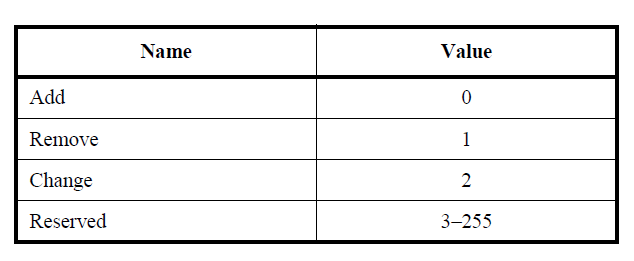 Name Value
Add 0
Remove 1
Change 2
Reserved 3–255